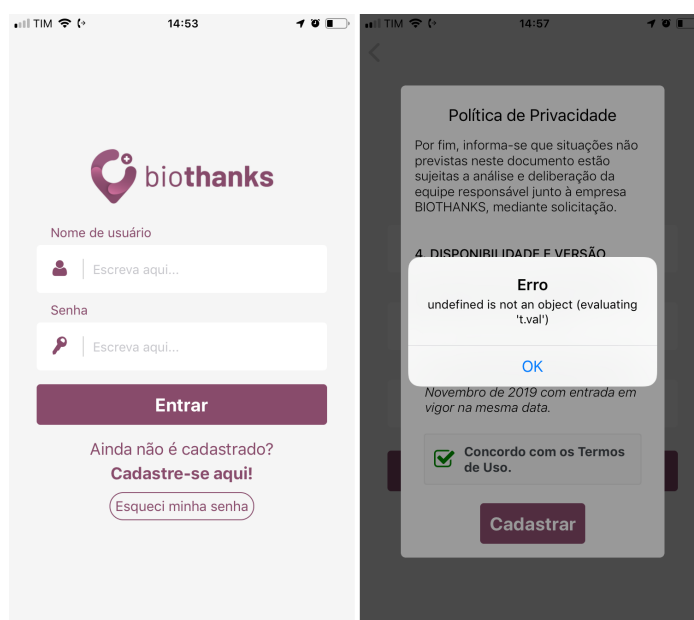 TIM
14:53
biothanks
Nome de usuário
Escreva aqui...
Senha
Escreva aqui...
Entrar
Ainda não é cadastrado?
Cadastre-se aqui!
Esqueci minha senha
TIM
14:57
Política de Privacidade
Por fim, informa-se que situações não
previstas neste documento estão
sujeitas a análise e deliberação da
equipe responsável junto à empresa
BIOTHANKS, mediante solicitação.
4. DISPONIBILIDADE E VERSÃO
Erro
undefined is not an object (evaluating
't.val')
OK
Novembro de 2019 com entrada em
vigor na mesma data.
Concordo com os Termos
de Uso.
Cadastrar